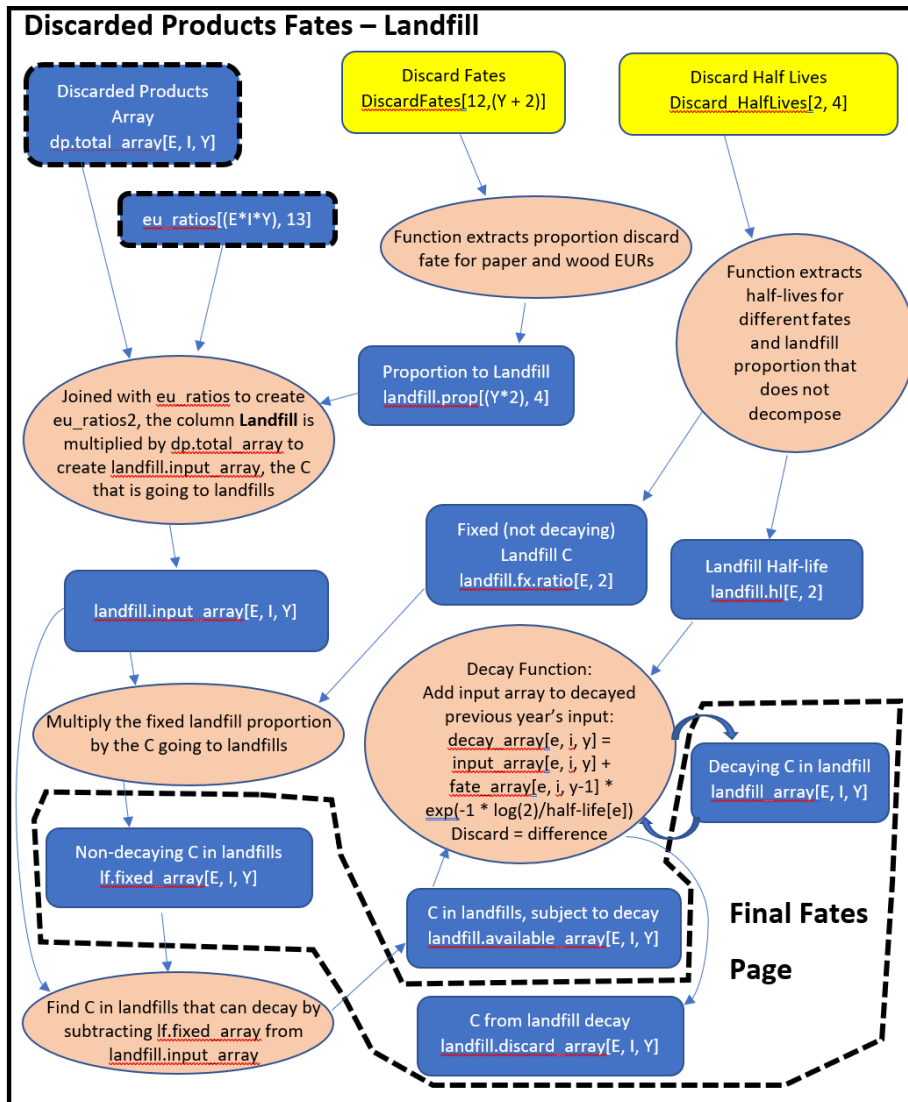 Discarded Products Fates – Landfill
Discarded Products
Array
dp.total_array[E, I, Y]
Discard Fates
DiscardFates[12,(Y + 2)]
Discard Half Lives
Discard_HalfLives[2, 4]
eu_ratios[(E*I*Y), 13]
Function extracts proportion discard
fate for paper and wood EURs
Function extracts
half-lives for
different fates
and landfill
proportion that
does not
decompose
Proportion to Landfill
landfill.prop[(Y*2), 4]
Joined with eu_ratios to create
eu_ratios2, the column Landfill is
multiplied by dp.total_array to
create landfill.input_array, the C
that is going to landfills
Fixed (not decaying)
Landfill C
landfill.fx.ratio[E, 2]
Landfill Half-life
landfill.hl[E, 2]
landfill.input_array[E, I, Y]
Multiply the fixed landfill proportion
by the C going to landfills
Decay Function:
Add input array to decayed
previous year's input:
decay_array[e, i, y] =
input_array[e, i, y] +
fate_array[e, i, y-1] *
exp(-1 * log(2)/half-life[e])
Discard = difference
Decaying C in landfill
landfill_array[E, I, Y]
Non-decaying C in landfills
lf.fixed_array[E, I, Y]
C in landfills, subject to decay
landfill.available_array[E, I, Y]
Final Fates
Page
Find C in landfills that can decay by
subtracting lf.fixed_array from
landfill.input_array
C from landfill decay
landfill.discard_array[E, I, Y]